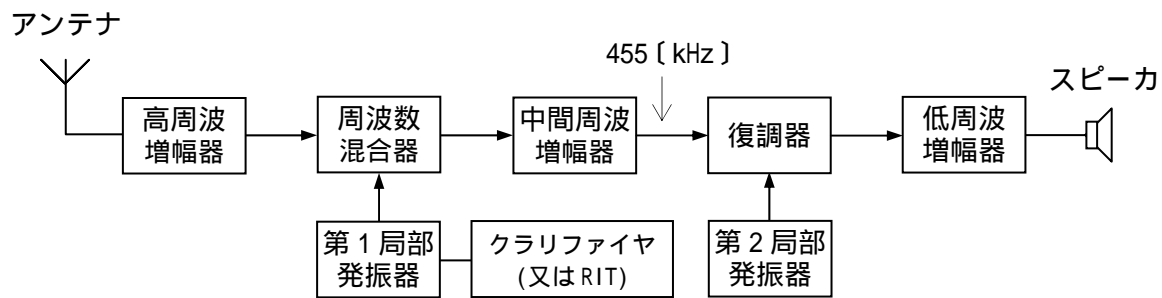 アンテナ
455〔kHz〕
スピーカ
高周波
増幅器
周波数
混合器
中間周波
増幅器
復調器
低周波
増幅器
第1局部
発振器
クラリファイヤ
(又はRIT)
第2局部
発振器